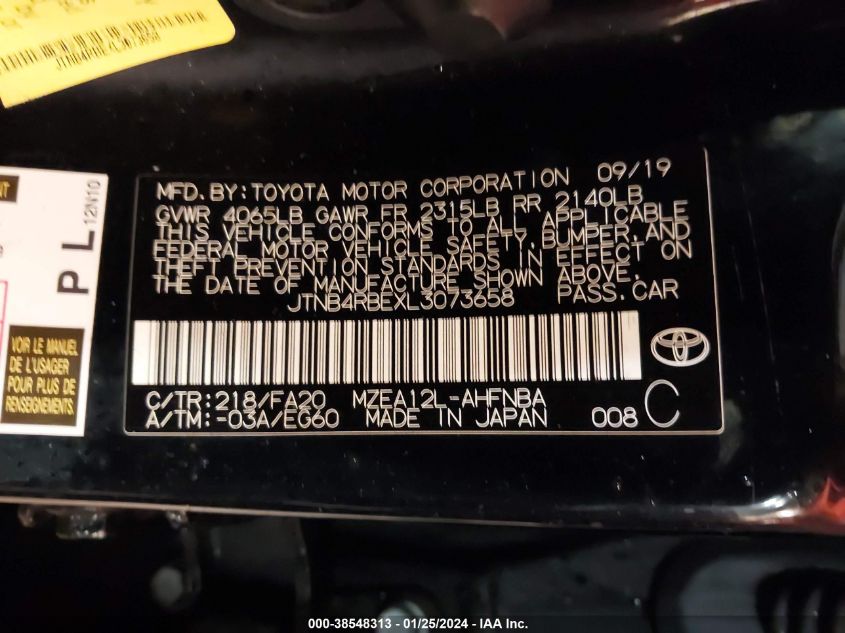 MFD.BY:TOYOTA MOTOR CORPORATION 09/19
GVWR 4065LB GAWR FR 2315LB RR 2140LB
THIS VEHICLE CONFORMS TO ALL APPLICABLE
FEDERAL MOTOR VEHICLE SAFETY, BUMPER, AND
THEFT PREVENTION STANDARDS IN EFFECT ON
THE DATE OF MANUFACTURE SHOWN ABOVE.
JTNB4RBEXL3073658 PASS.CAR
C/TR:218/FA20 MZEA12L-AHFNBA
A/TM:-03A/EG60 MADE IN JAPAN 008 C
PL 12N10
VOIR LE MANUEL
DE L'USAGER
POUR PLUS DE
RENSEIGNEMENTS.
000-38548313 - 01/25/2024 - IAA Inc.